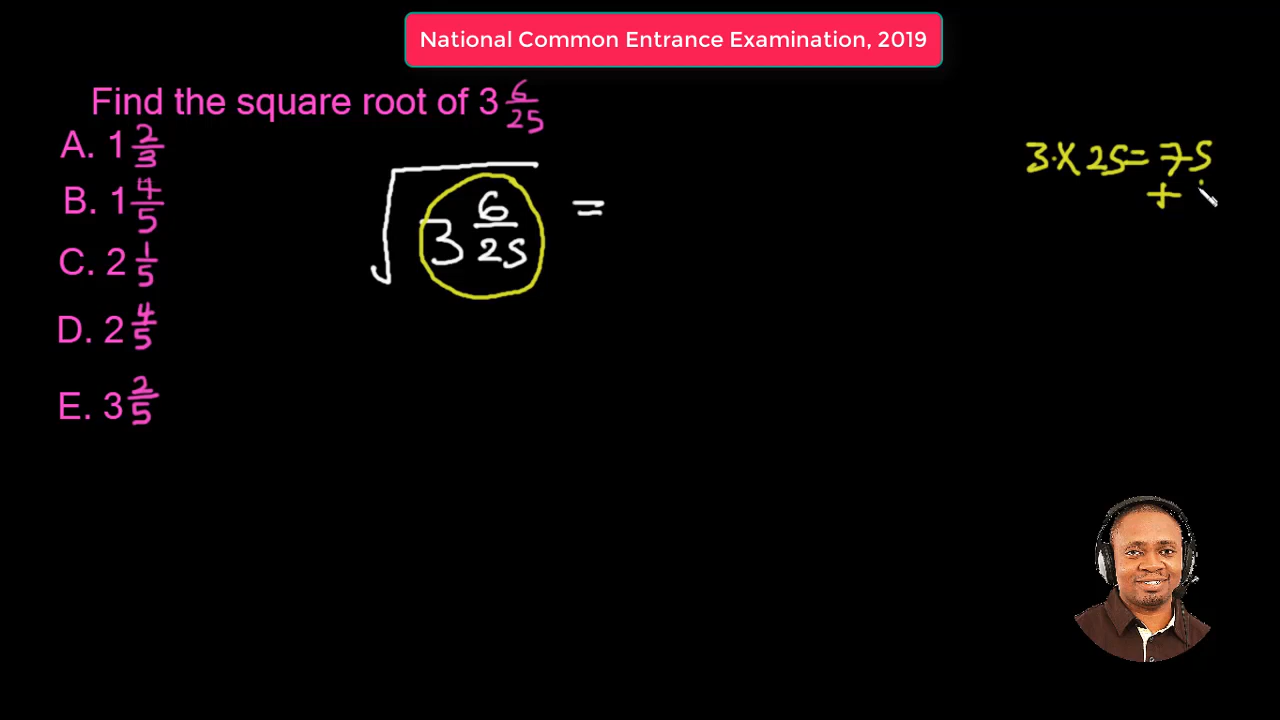 National Common Entrance Examination, 2019
Find the square root of 3 6/25
A. 1 2/3
B. 1 4/5
C. 2 1/5
D. 2 4/5
E. 3 2/5
√3 6/25 =
3 × 25 = 75
+